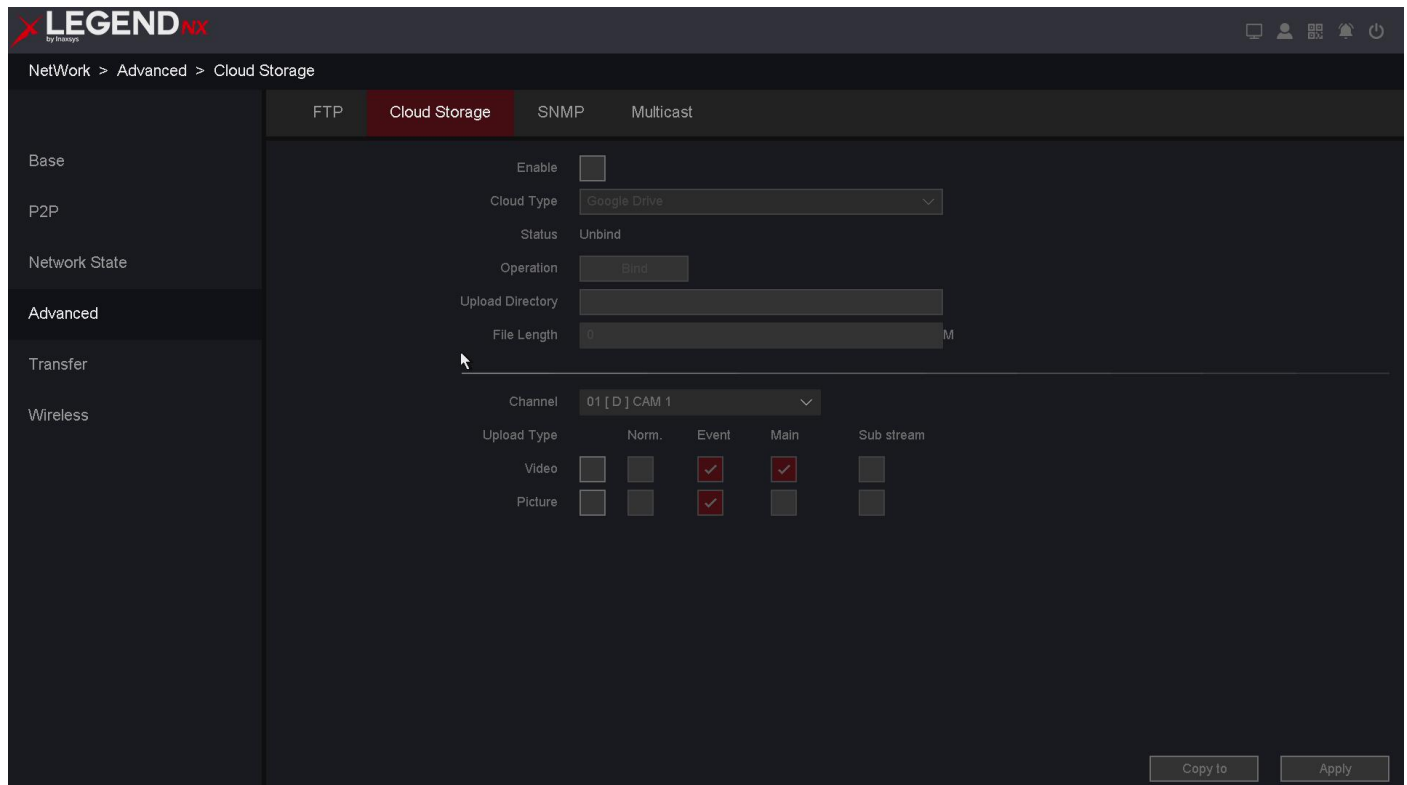 LEGEND NX
by Inaxsys
NetWork > Advanced > Cloud Storage
FTP Cloud Storage SNMP Multicast
Base
P2P
Network State
Advanced
Transfer
Wireless
Enable
Cloud Type Google Drive
Status Unbind
Operation Bind
Upload Directory
File Length 0 M
Channel 01 [ D ] CAM 1
Upload Type Norm. Event Main Sub stream
Video
Picture
Copy to Apply